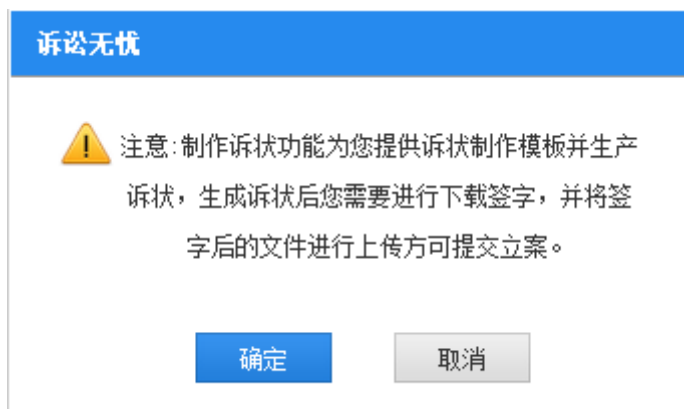 诉讼无忧
注意:制作诉状功能为您提供诉状制作模板并生产
诉状，生成诉状后您需要进行下载签字，并将签
字后的文件进行上传方可提交立案。
确定 取消